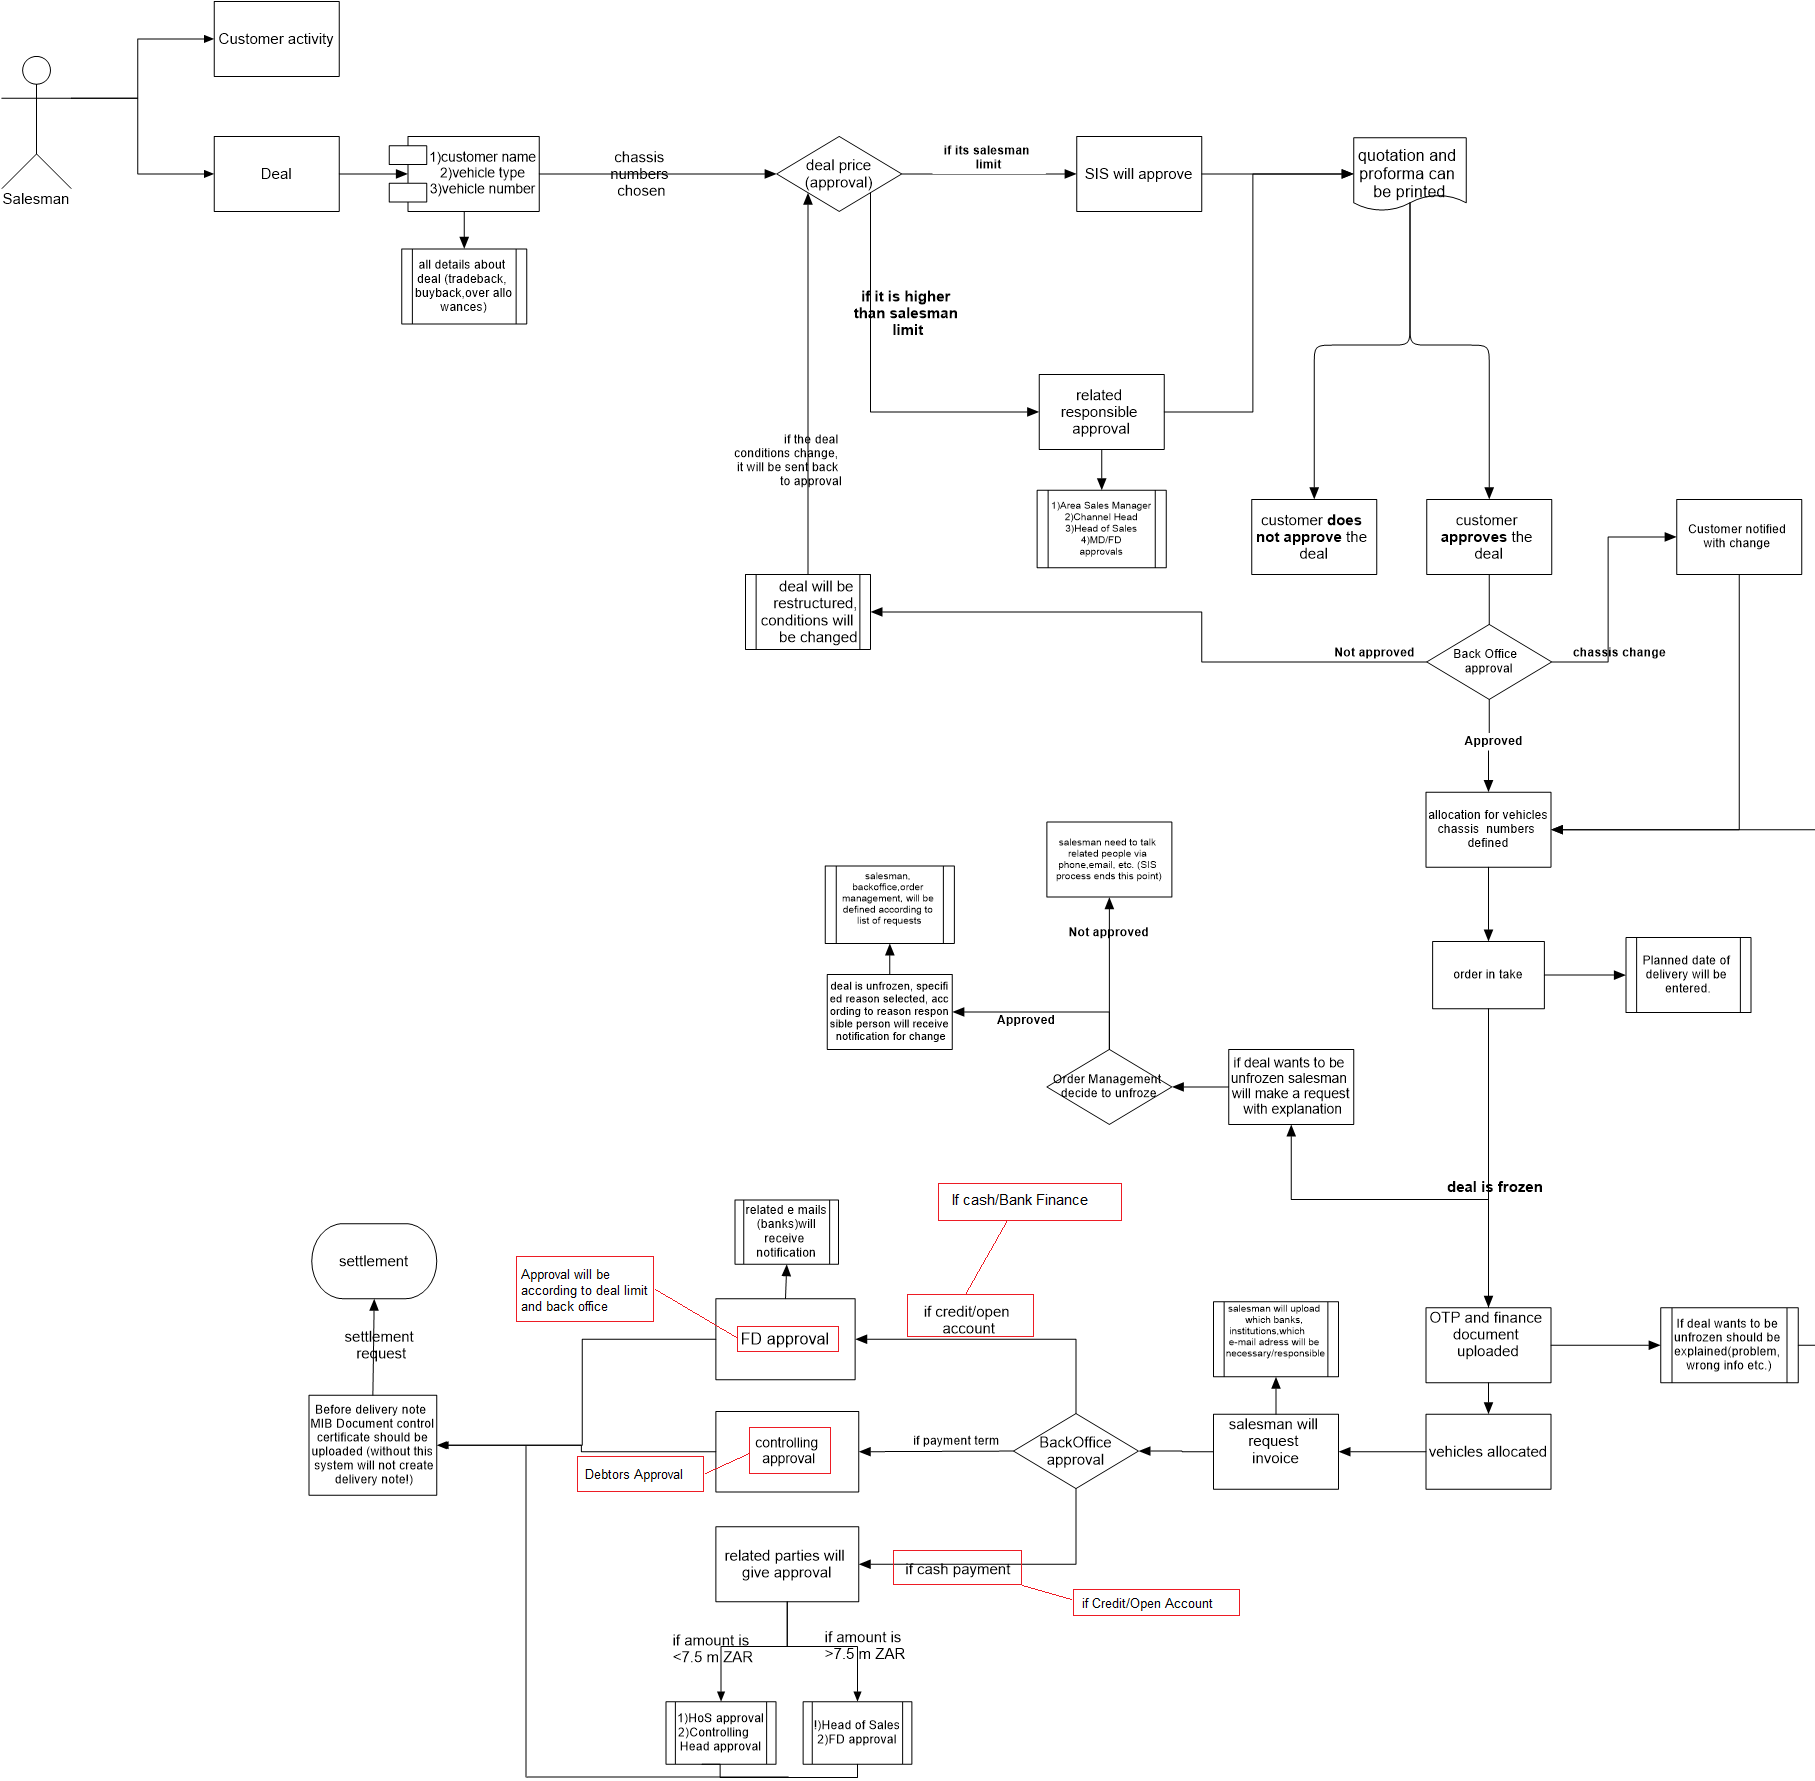 Customer activity
Salesman
Deal
1)customer name
2)vehicle type
3)vehicle number
chassis
numbers
chosen
deal price
(approval)
if its salesman
limit
SIS will approve
quotation and
proforma can
be printed
all details about
deal (tradeback,
buyback,over allo
wances)
if it is higher
than salesman
limit
related
responsible
approval
if the deal
conditions change,
it will be sent back
to approval
1)Area Sales Manager
2)Channel Head
3)Head of Sales
4)MD/FD
approvals
customer does
not approve the
deal
customer
approves the
deal
Customer notified
with change
deal will be
restructured,
conditions will
be changed
Not approved
Back Office
approval
chassis change
Approved
allocation for vehicles
chassis numbers
defined
salesman need to talk
related people via
phone,email, etc. (SIS
process ends this point)
salesman,
backoffice,order
management, will be
defined according to
list of requests
Not approved
order in take
Planned date of
delivery will be
entered.
deal is unfrozen, specifi
ed reason selected, acc
ording to reason respon
sible person will receive
notification for change
Approved
Order Management
decide to unfroze
if deal wants to be
unfrozen salesman
will make a request
with explanation
deal is frozen
If cash/Bank Finance
related e mails
(banks)will
receive
notification
settlement
Approval will be
according to deal limit
and back office
if credit/open
account
FD approval
salesman will upload
which banks,
institutions,which
e-mail adress will be
necessary/responsible
OTP and finance
document
uploaded
If deal wants to be
unfrozen should be
explained(problem,
wrong info etc.)
settlement
request
Before delivery note
MIB Document control
certificate should be
uploaded (without this
system will not create
delivery note!)
controlling
approval
Debtors Approval
if payment term
BackOffice
approval
salesman will
request
invoice
vehicles allocated
related parties will
give approval
if cash payment
if Credit/Open Account
if amount is
<7.5 m ZAR
if amount is
>7.5 m ZAR
1)HoS approval
2)Controlling
Head approval
!)Head of Sales
2)FD approval